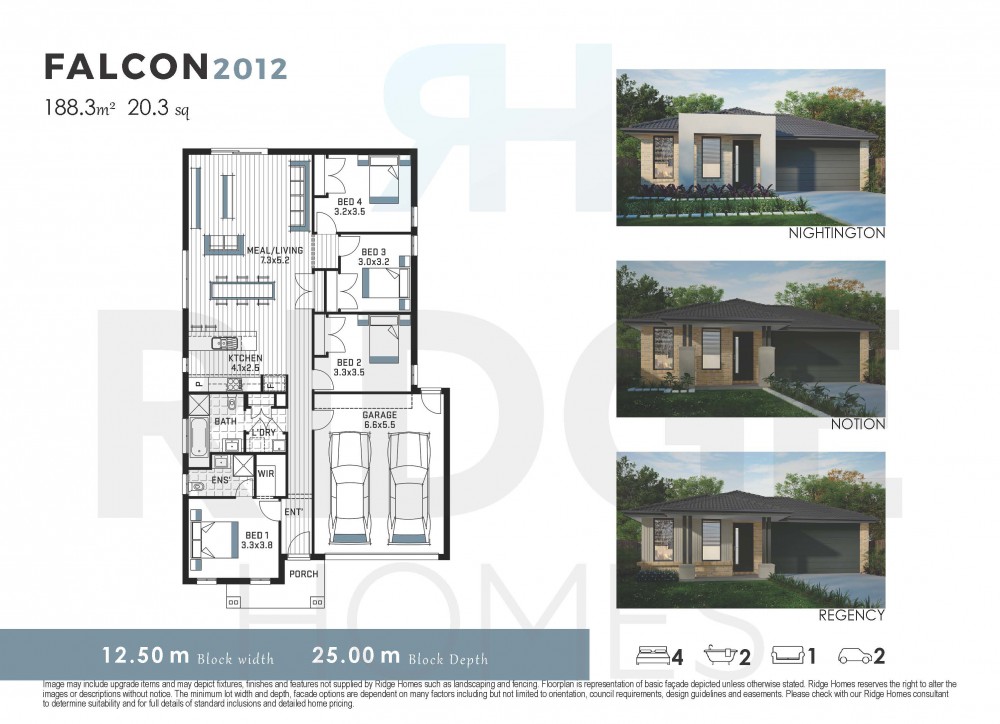 FALCON2012
188.3m² 20.3 sq
RH
RIDGE
HOMES
BED 4
3.2x3.5
MEAL/LIVING
7.3x5.2
BED 3
3.0x3.2
BED 2
3.3x3.5
KTCHEN
4.1x2.5
P
F
BATH
L'DRY
GARAGE
6.6x5.5
ENS'
WIR
ENT'
BED 1
3.3x3.8
PORCH
NIGHTINGTON
NOTION
REGENCY
12.50 m Block width 25.00 m Block Depth
4 2 1 2
Image may include upgrade items and may depict fixtures, finishes and features not supplied by Ridge Homes such as landscaping and fencing. Floorplan is representation of basic façade depicted unless otherwise stated. Ridge Homes reserves the right to alter the
images or descriptions without notice. The minimum lot width and depth, facade options are dependent on many factors including but not limited to orientation, council requirements, design guidelines and easements. Please check with our Ridge Homes consultant
to determine suitability and for full details of standard inclusions and detailed home pricing.